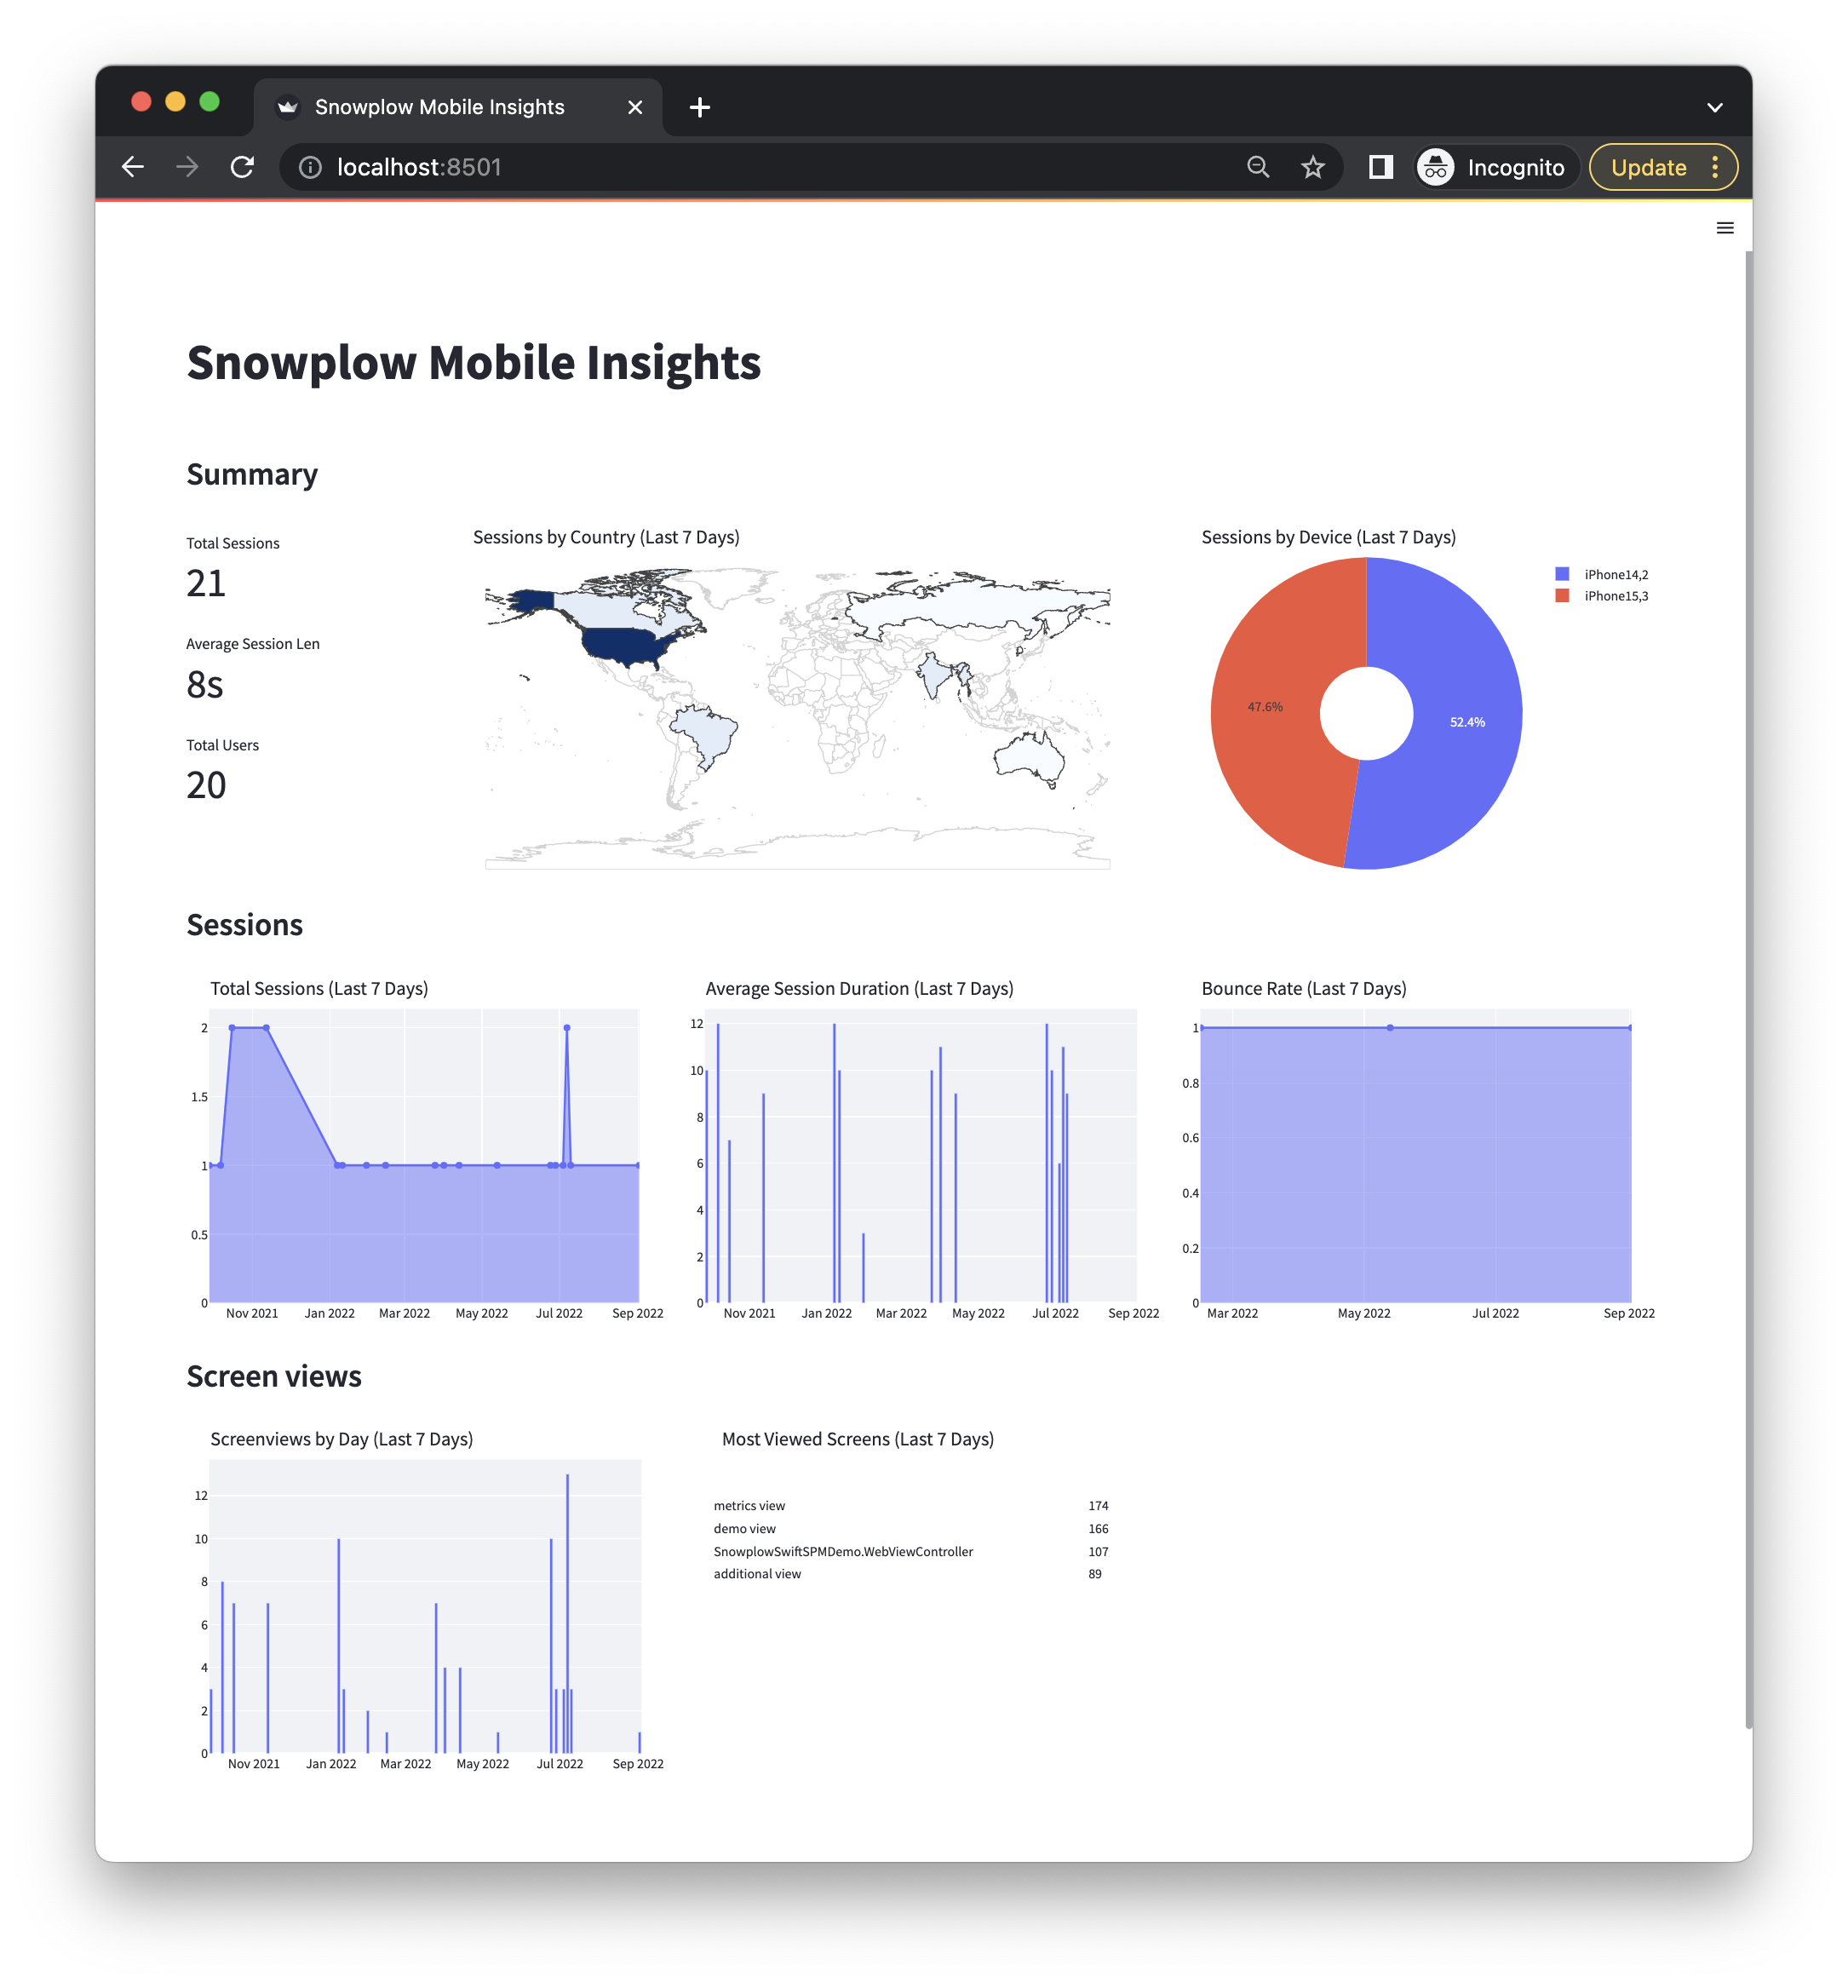 Snowplow Mobile Insights
localhost:8501
Incognito
Update
Snowplow Mobile Insights
Summary
Total Sessions
21
Average Session Len
8s
Total Users
20
Sessions by Country (Last 7 Days)
Sessions by Device (Last 7 Days)
iPhone14,2
iPhone15,3
47.6%
52.4%
Sessions
Total Sessions (Last 7 Days)
2
1.5
1
0.5
0
Nov 2021 Jan 2022 Mar 2022 May 2022 Jul 2022 Sep 2022
Average Session Duration (Last 7 Days)
12
10
8
6
4
2
0
Nov 2021 Jan 2022 Mar 2022 May 2022 Jul 2022 Sep 2022
Bounce Rate (Last 7 Days)
1
0.8
0.6
0.4
0.2
0
Mar 2022 May 2022 Jul 2022 Sep 2022
Screen views
Screenviews by Day (Last 7 Days)
12
10
8
6
4
2
0
Nov 2021 Jan 2022 Mar 2022 May 2022 Jul 2022 Sep 2022
Most Viewed Screens (Last 7 Days)
metrics view 174
demo view 166
SnowplowSwiftSPMDemo.WebViewController 107
additional view 89